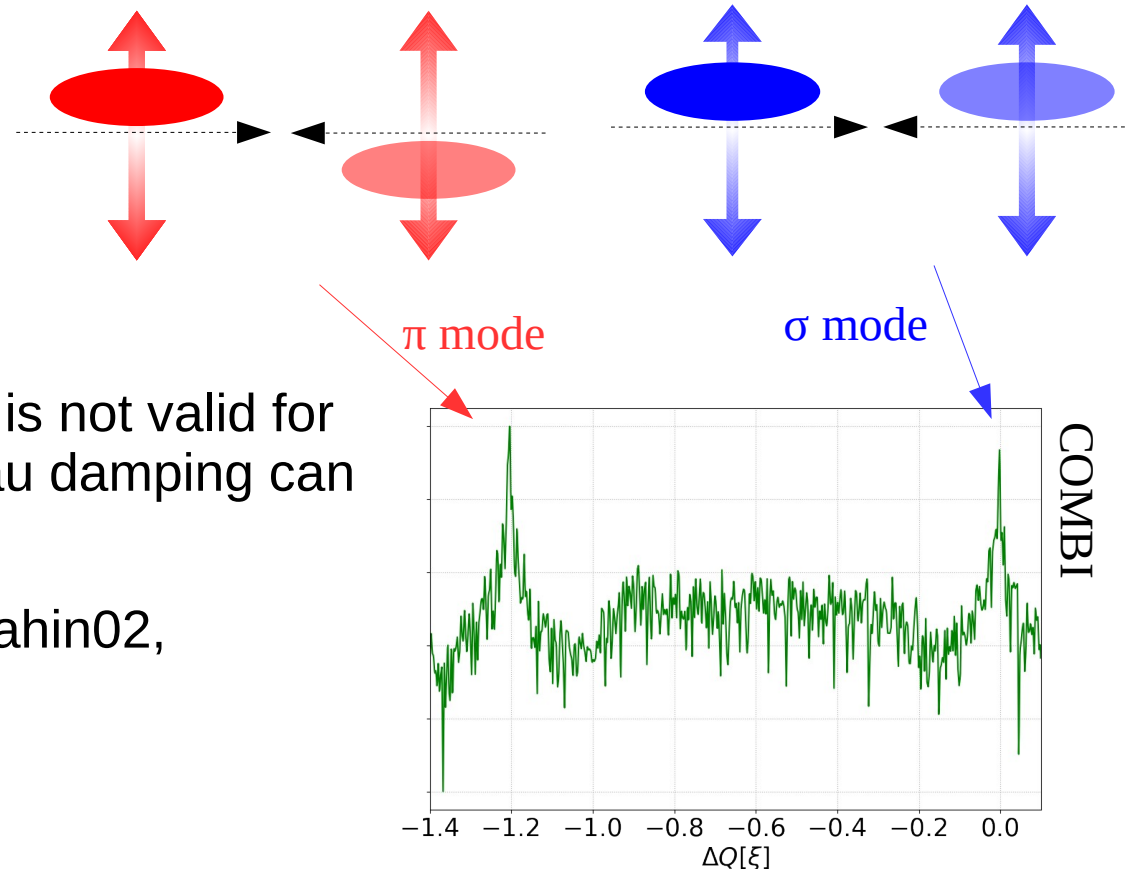 π mode
σ mode
is not valid for
damping can
COMBI
02,
−1.4 −1.2 −1.0 −0.8 −0.6 −0.4 −0.2 0.0
ΔQ[ξ]